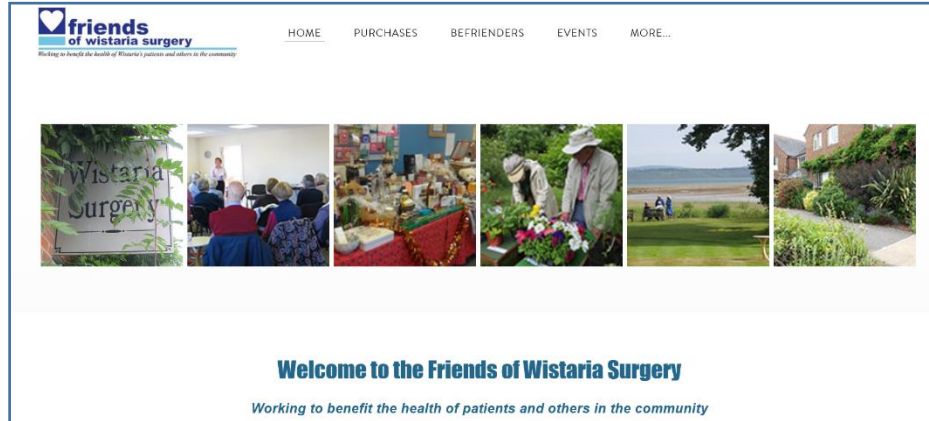 friends
of wistaria surgery
Working to benefit the health of Wistaria's patients and others in the community
HOME PURCHASES BEFRIENDERS EVENTS MORE...
Wistaria
Surgery
Welcome to the Friends of Wistaria Surgery
Working to benefit the health of patients and others in the community